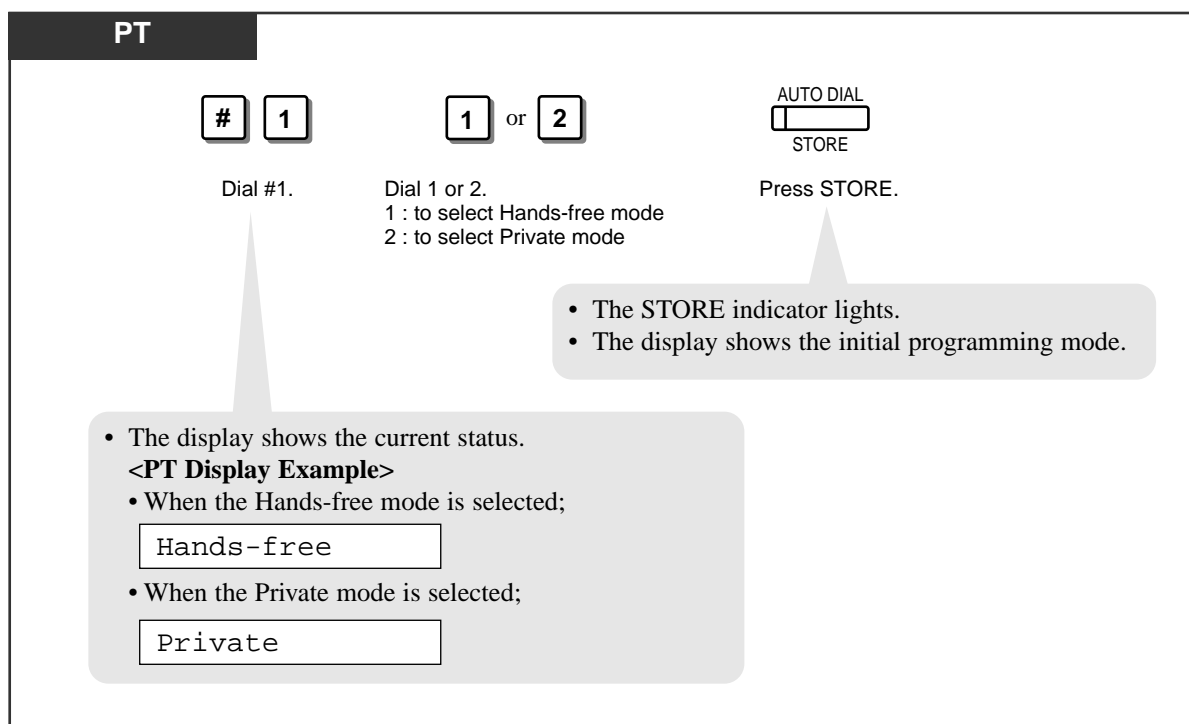 PT
# 1 1 or 2 AUTO DIAL
STORE
Dial #1.
Dial 1 or 2.
1 : to select Hands-free mode
2 : to select Private mode
Press STORE.
• The STORE indicator lights.
• The display shows the initial programming mode.
• The display shows the current status.
<PT Display Example>
• When the Hands-free mode is selected;
Hands-free
• When the Private mode is selected;
Private